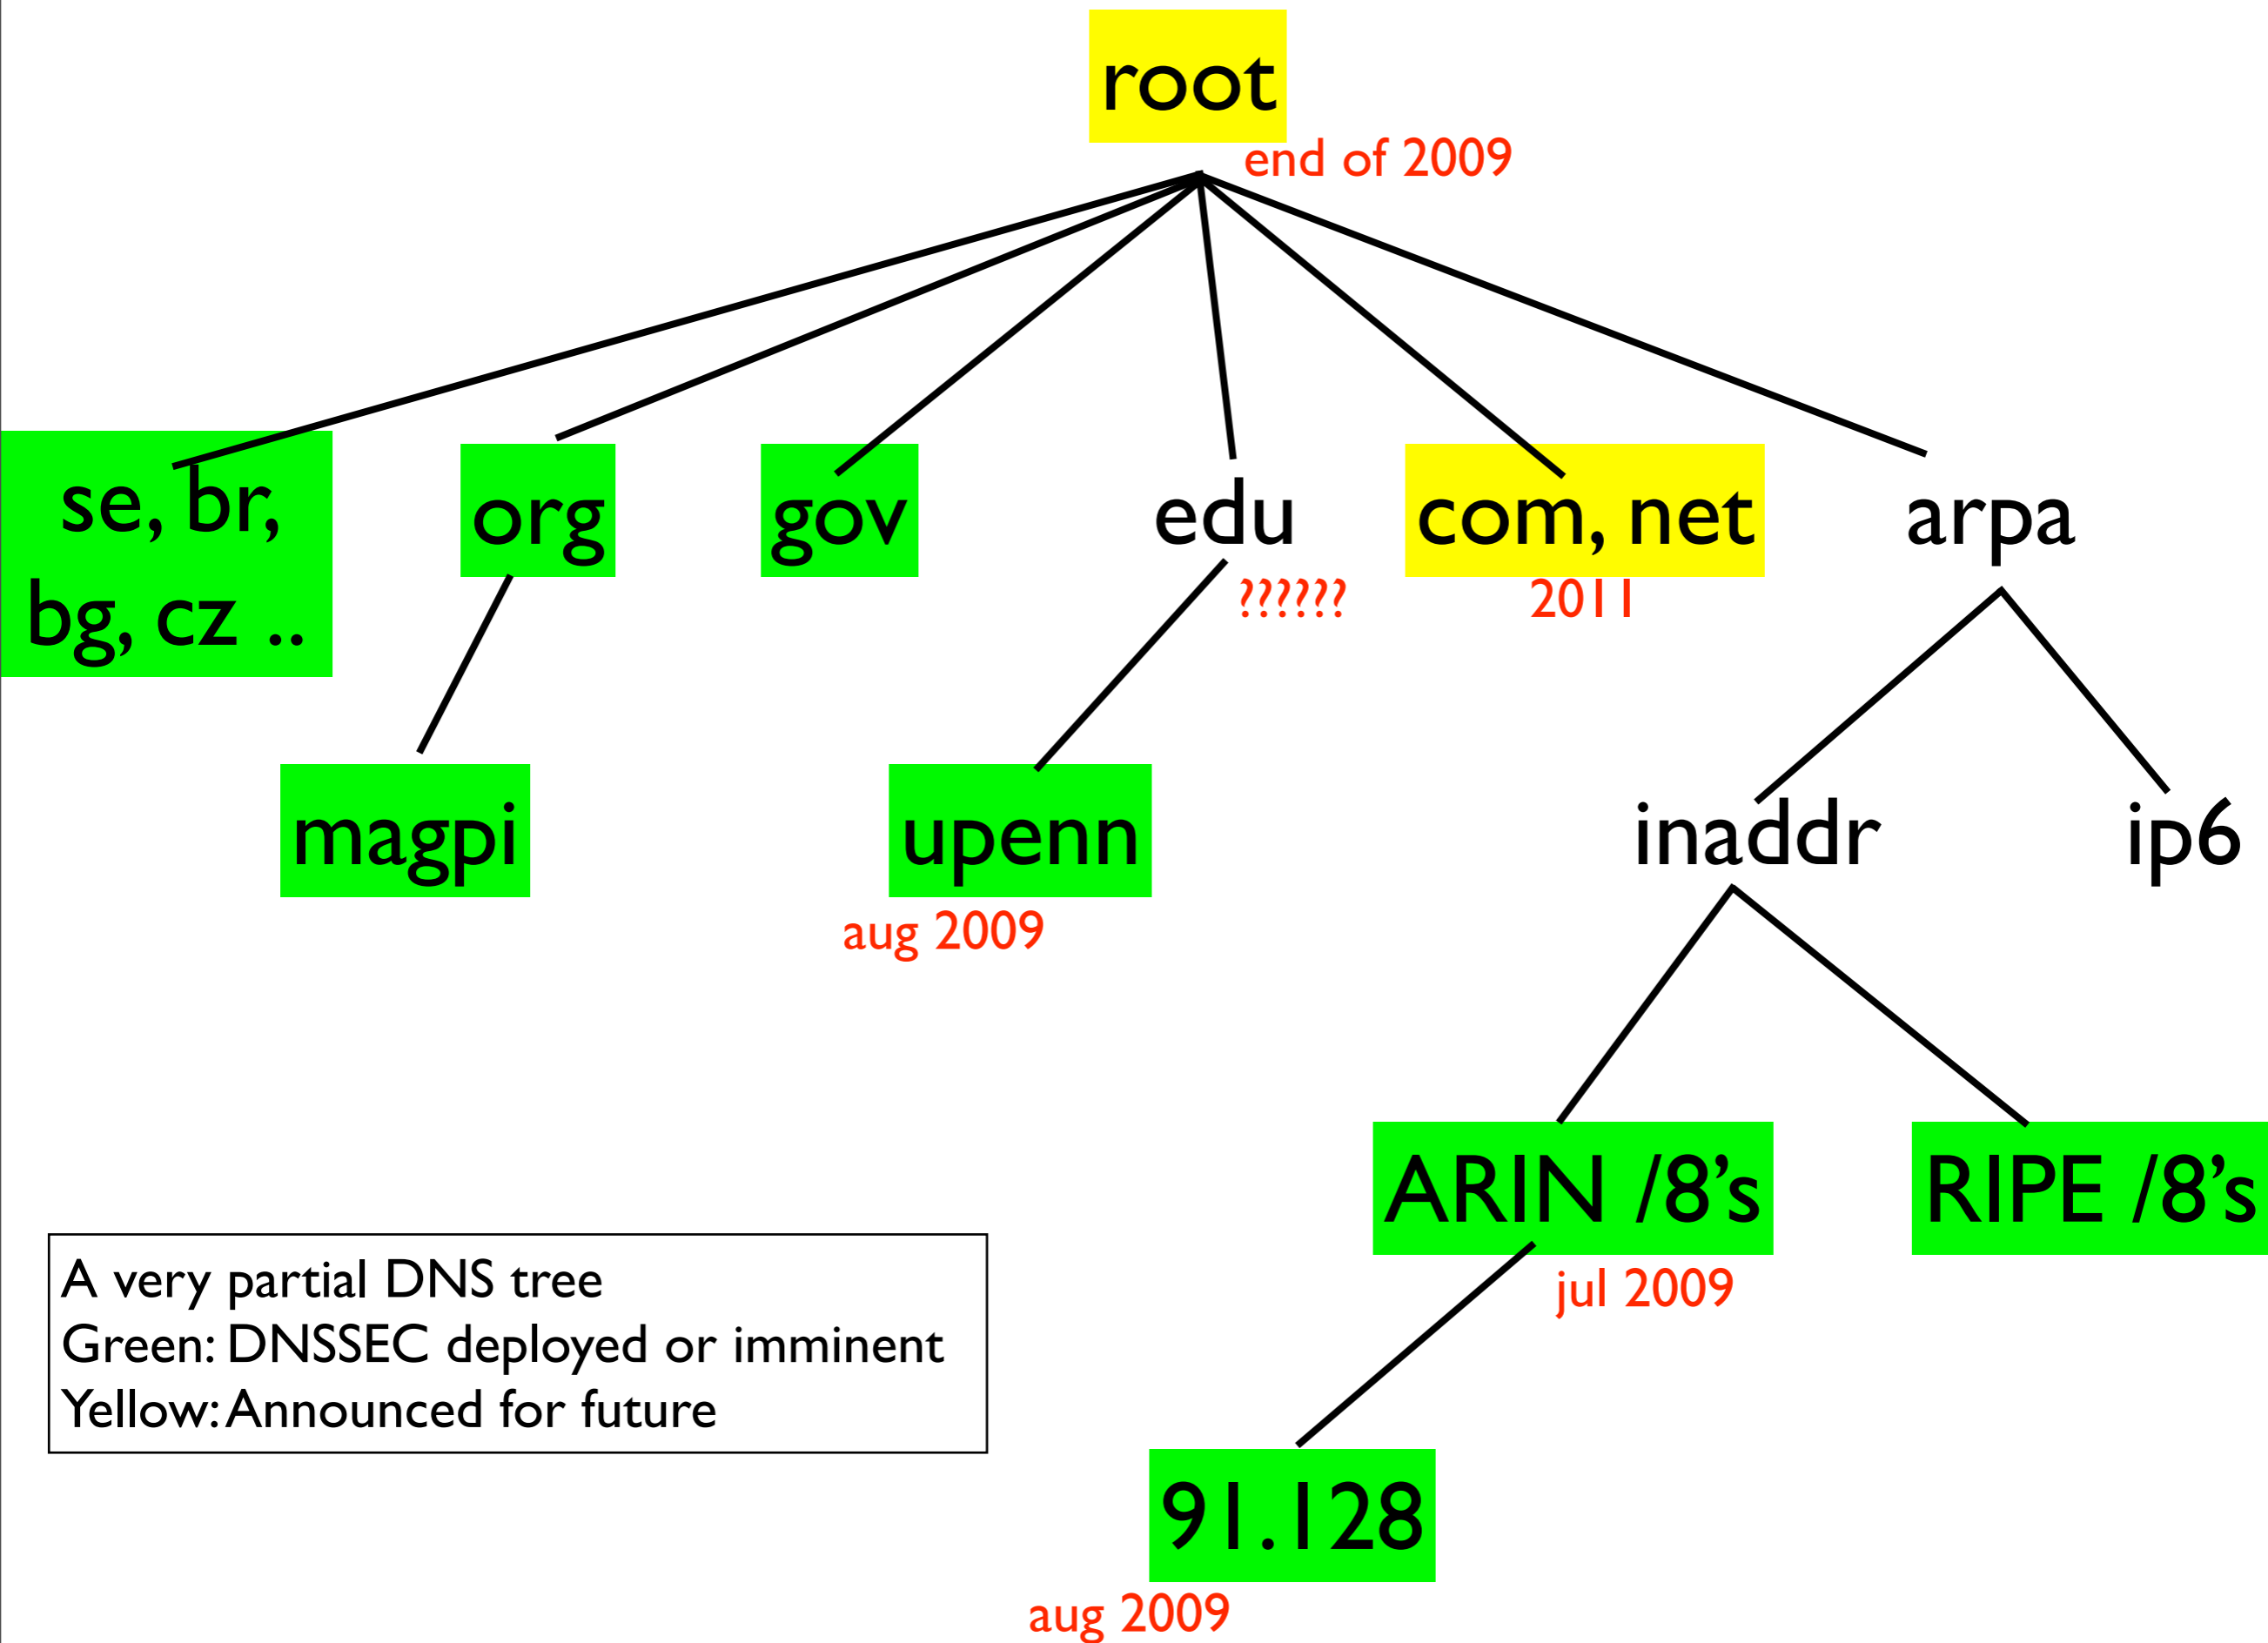 root
end of 2009
se, br,
bg, cz ..
org
gov
edu
??????
com, net
2011
arpa
magpi
upenn
aug 2009
inaddr
ip6
ARIN /8’s
jul 2009
RIPE /8’s
91.128
aug 2009
A very partial DNS tree
Green: DNSSEC deployed or imminent
Yellow: Announced for future